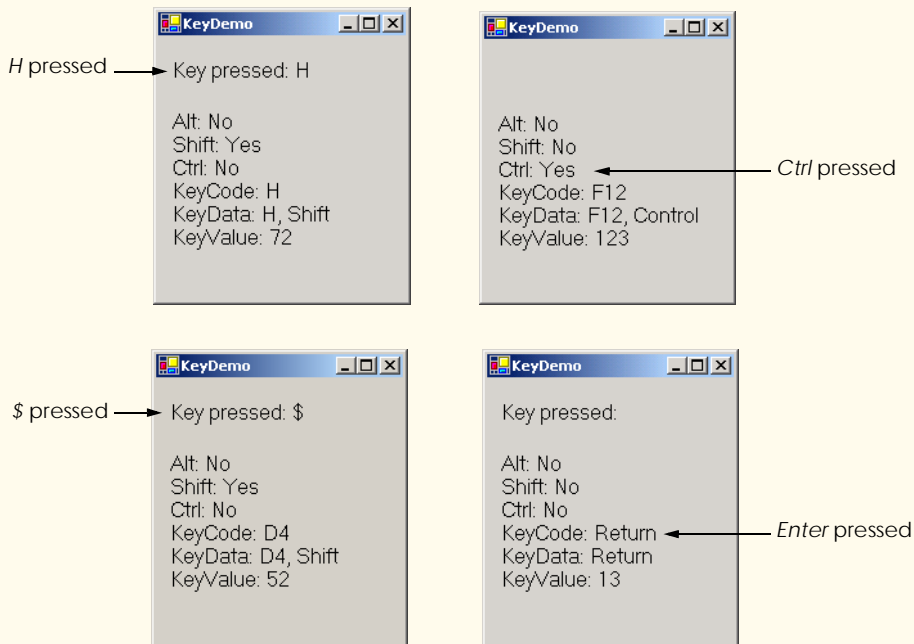 KeyDemo
H pressed
Key pressed: H
Alt: No
Shift: Yes
Ctrl: No
KeyCode: H
KeyData: H, Shift
KeyValue: 72
KeyDemo
Alt: No
Shift: No
Ctrl: Yes
Ctrl pressed
KeyCode: F12
KeyData: F12, Control
KeyValue: 123
KeyDemo
$ pressed
Key pressed: $
Alt: No
Shift: Yes
Ctrl: No
KeyCode: D4
KeyData: D4, Shift
KeyValue: 52
KeyDemo
Key pressed:
Alt: No
Shift: No
Ctrl: No
KeyCode: Return
Enter pressed
KeyData: Return
KeyValue: 13